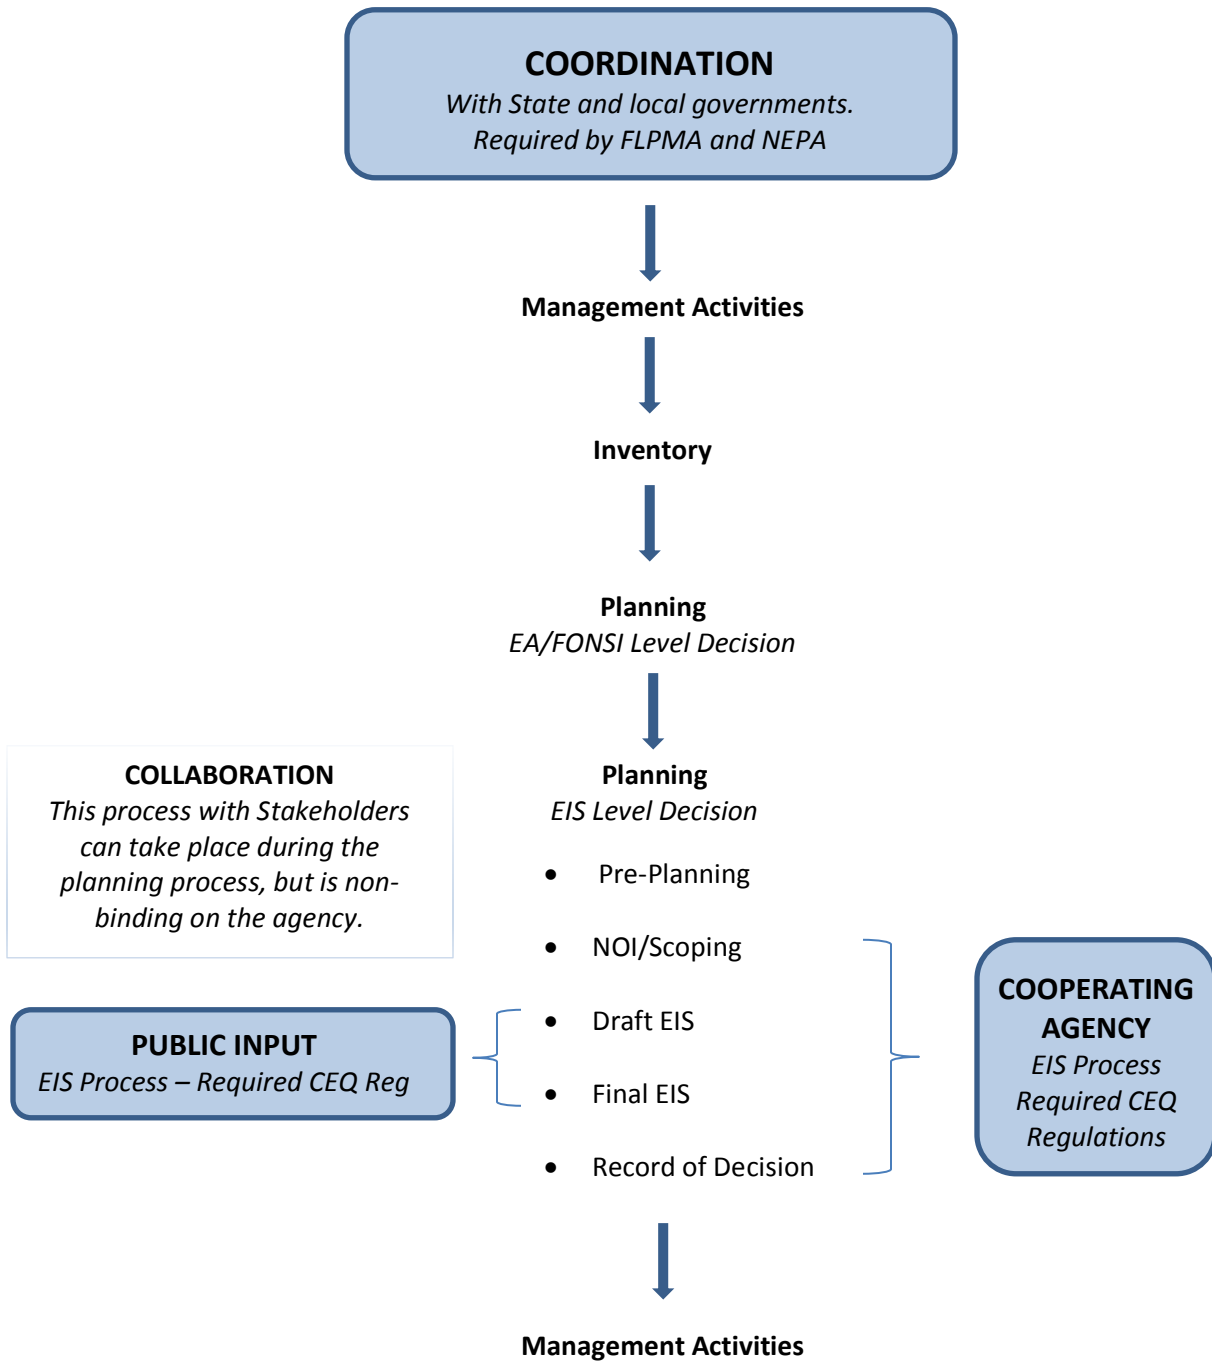 COORDINATION
With State and local governments.
Required by FLPMA and NEPA
Management Activities
Inventory
Planning
EA/FONSI Level Decision
COLLABORATION
This process with Stakeholders
can take place during the
planning process, but is non-
binding on the agency.
Planning
EIS Level Decision
• Pre-Planning
• NOI/Scoping
• Draft EIS
• Final EIS
• Record of Decision
PUBLIC INPUT
EIS Process – Required CEQ Reg
COOPERATING
AGENCY
EIS Process
Required CEQ
Regulations
Management Activities